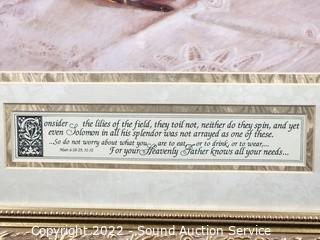 Consider the lilies of the field, they toil not, neither do they spin, and yet
even Solomon in all his splendor was not arrayed as one of these.
...So do not worry about what you are to eat, or to drink, or to wear,...
Matt 6:28-29, 31-32
For your Heavenly Father knows all your needs...
Copyright 2022 - Sound Auction Service